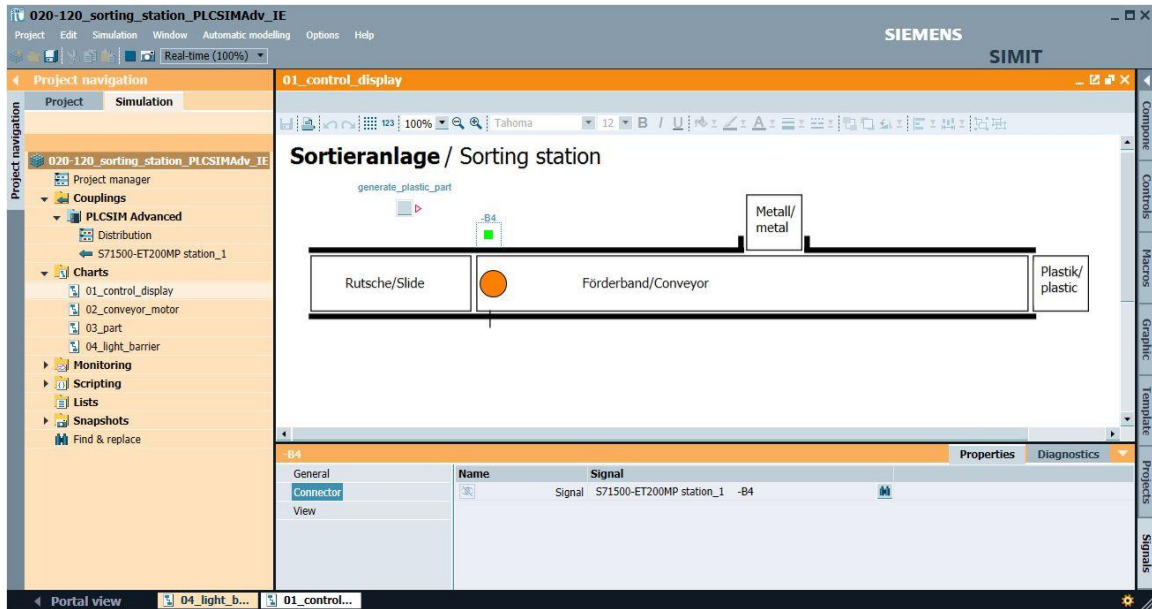 020-120_sorting_station_PLCSIMAdv_IE
Project Edit Simulation Window Automatic modelling Options Help
SIEMENS
Real-time (100%)
SIMIT
Project navigation
01_control_display
Project navigation
Project Simulation
123 100% Tahoma 12 B I U A
020-120_sorting_station_PLCSIMAdv_IE
Project manager
Couplings
PLCSIM Advanced
Distribution
S71500-ET200MP station_1
Charts
01_control_display
02_conveyor_motor
03_part
04_light_barrier
Monitoring
Scripting
Lists
Snapshots
Find & replace
Sortieranlage / Sorting station
generate_plastic_part
-B4
Metall/
metal
Rutsche/Slide
Förderband/Conveyor
Plastik/
plastic
-B4
Properties Diagnostics
General
Connector
View
Name Signal
Signal S71500-ET200MP station_1 -B4
Compone
Controls
Macros
Graphic
Template
Projects
Signals
Portal view 04_light_b... 01_control...